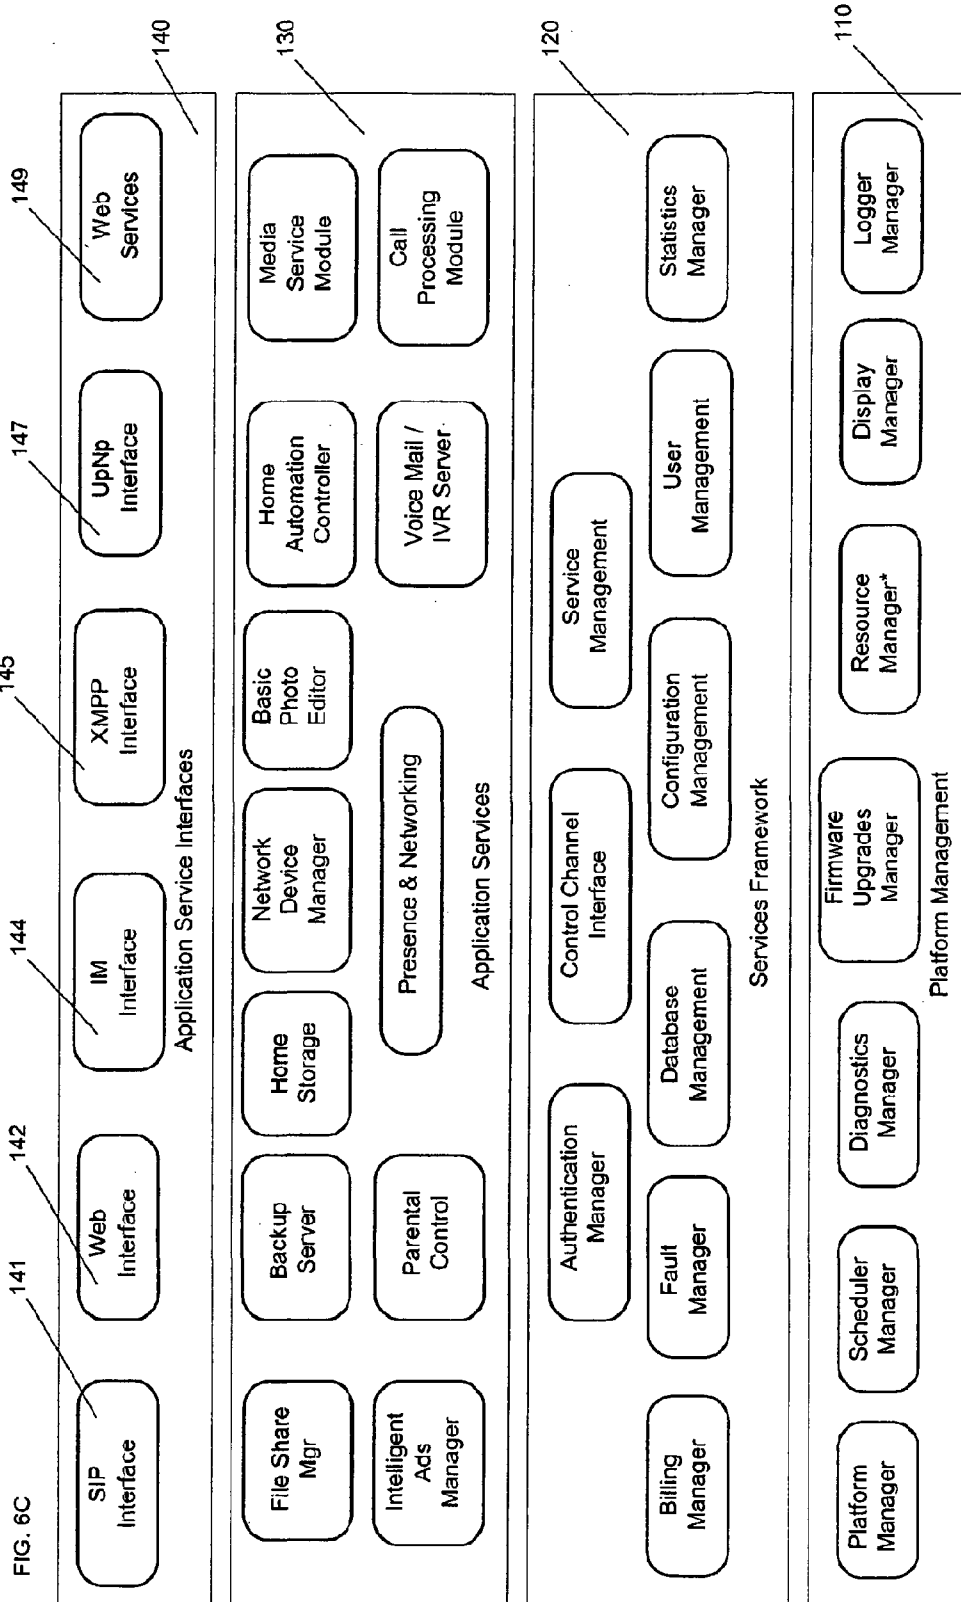 FIG. 6C
141
142
144
145
147
149
SIP
Interface
Web
Interface
IM
Interface
XMPP
Interface
UpNp
Interface
Web
Services
Application Service Interfaces
140
File Share
Mgr
Backup
Server
Home
Storage
Network
Device
Manager
Basic
Photo
Editor
Home
Automation
Controller
Media
Service
Module
Intelligent
Ads
Manager
Parental
Control
Presence & Networking
Voice Mail /
IVR Server
Call
Processing
Module
Application Services
130
Authentication
Manager
Control Channel
Interface
Service
Management
Billing
Manager
Fault
Manager
Database
Management
Configuration
Management
User
Management
Statistics
Manager
Services Framework
120
Platform
Manager
Scheduler
Manager
Diagnostics
Manager
Firmware
Upgrades
Manager
Resource
Manager*
Display
Manager
Logger
Manager
Platform Management
110